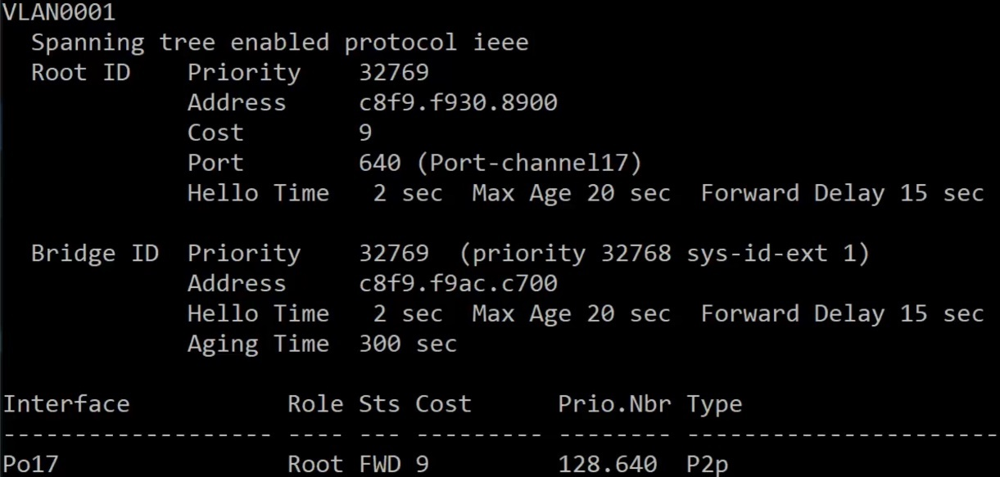 VLAN0001
  Spanning tree enabled protocol ieee
  Root ID    Priority    32769
             Address     c8f9.f930.8900
             Cost        9
             Port        640 (Port-channel17)
             Hello Time   2 sec  Max Age 20 sec  Forward Delay 15 sec

  Bridge ID  Priority    32769  (priority 32768 sys-id-ext 1)
             Address     c8f9.f9ac.c700
             Hello Time   2 sec  Max Age 20 sec  Forward Delay 15 sec
             Aging Time  300 sec

Interface           Role Sts Cost      Prio.Nbr Type
------------------- ---- --- --------- -------- ----------------------
Po17                Root FWD 9         128.640  P2p